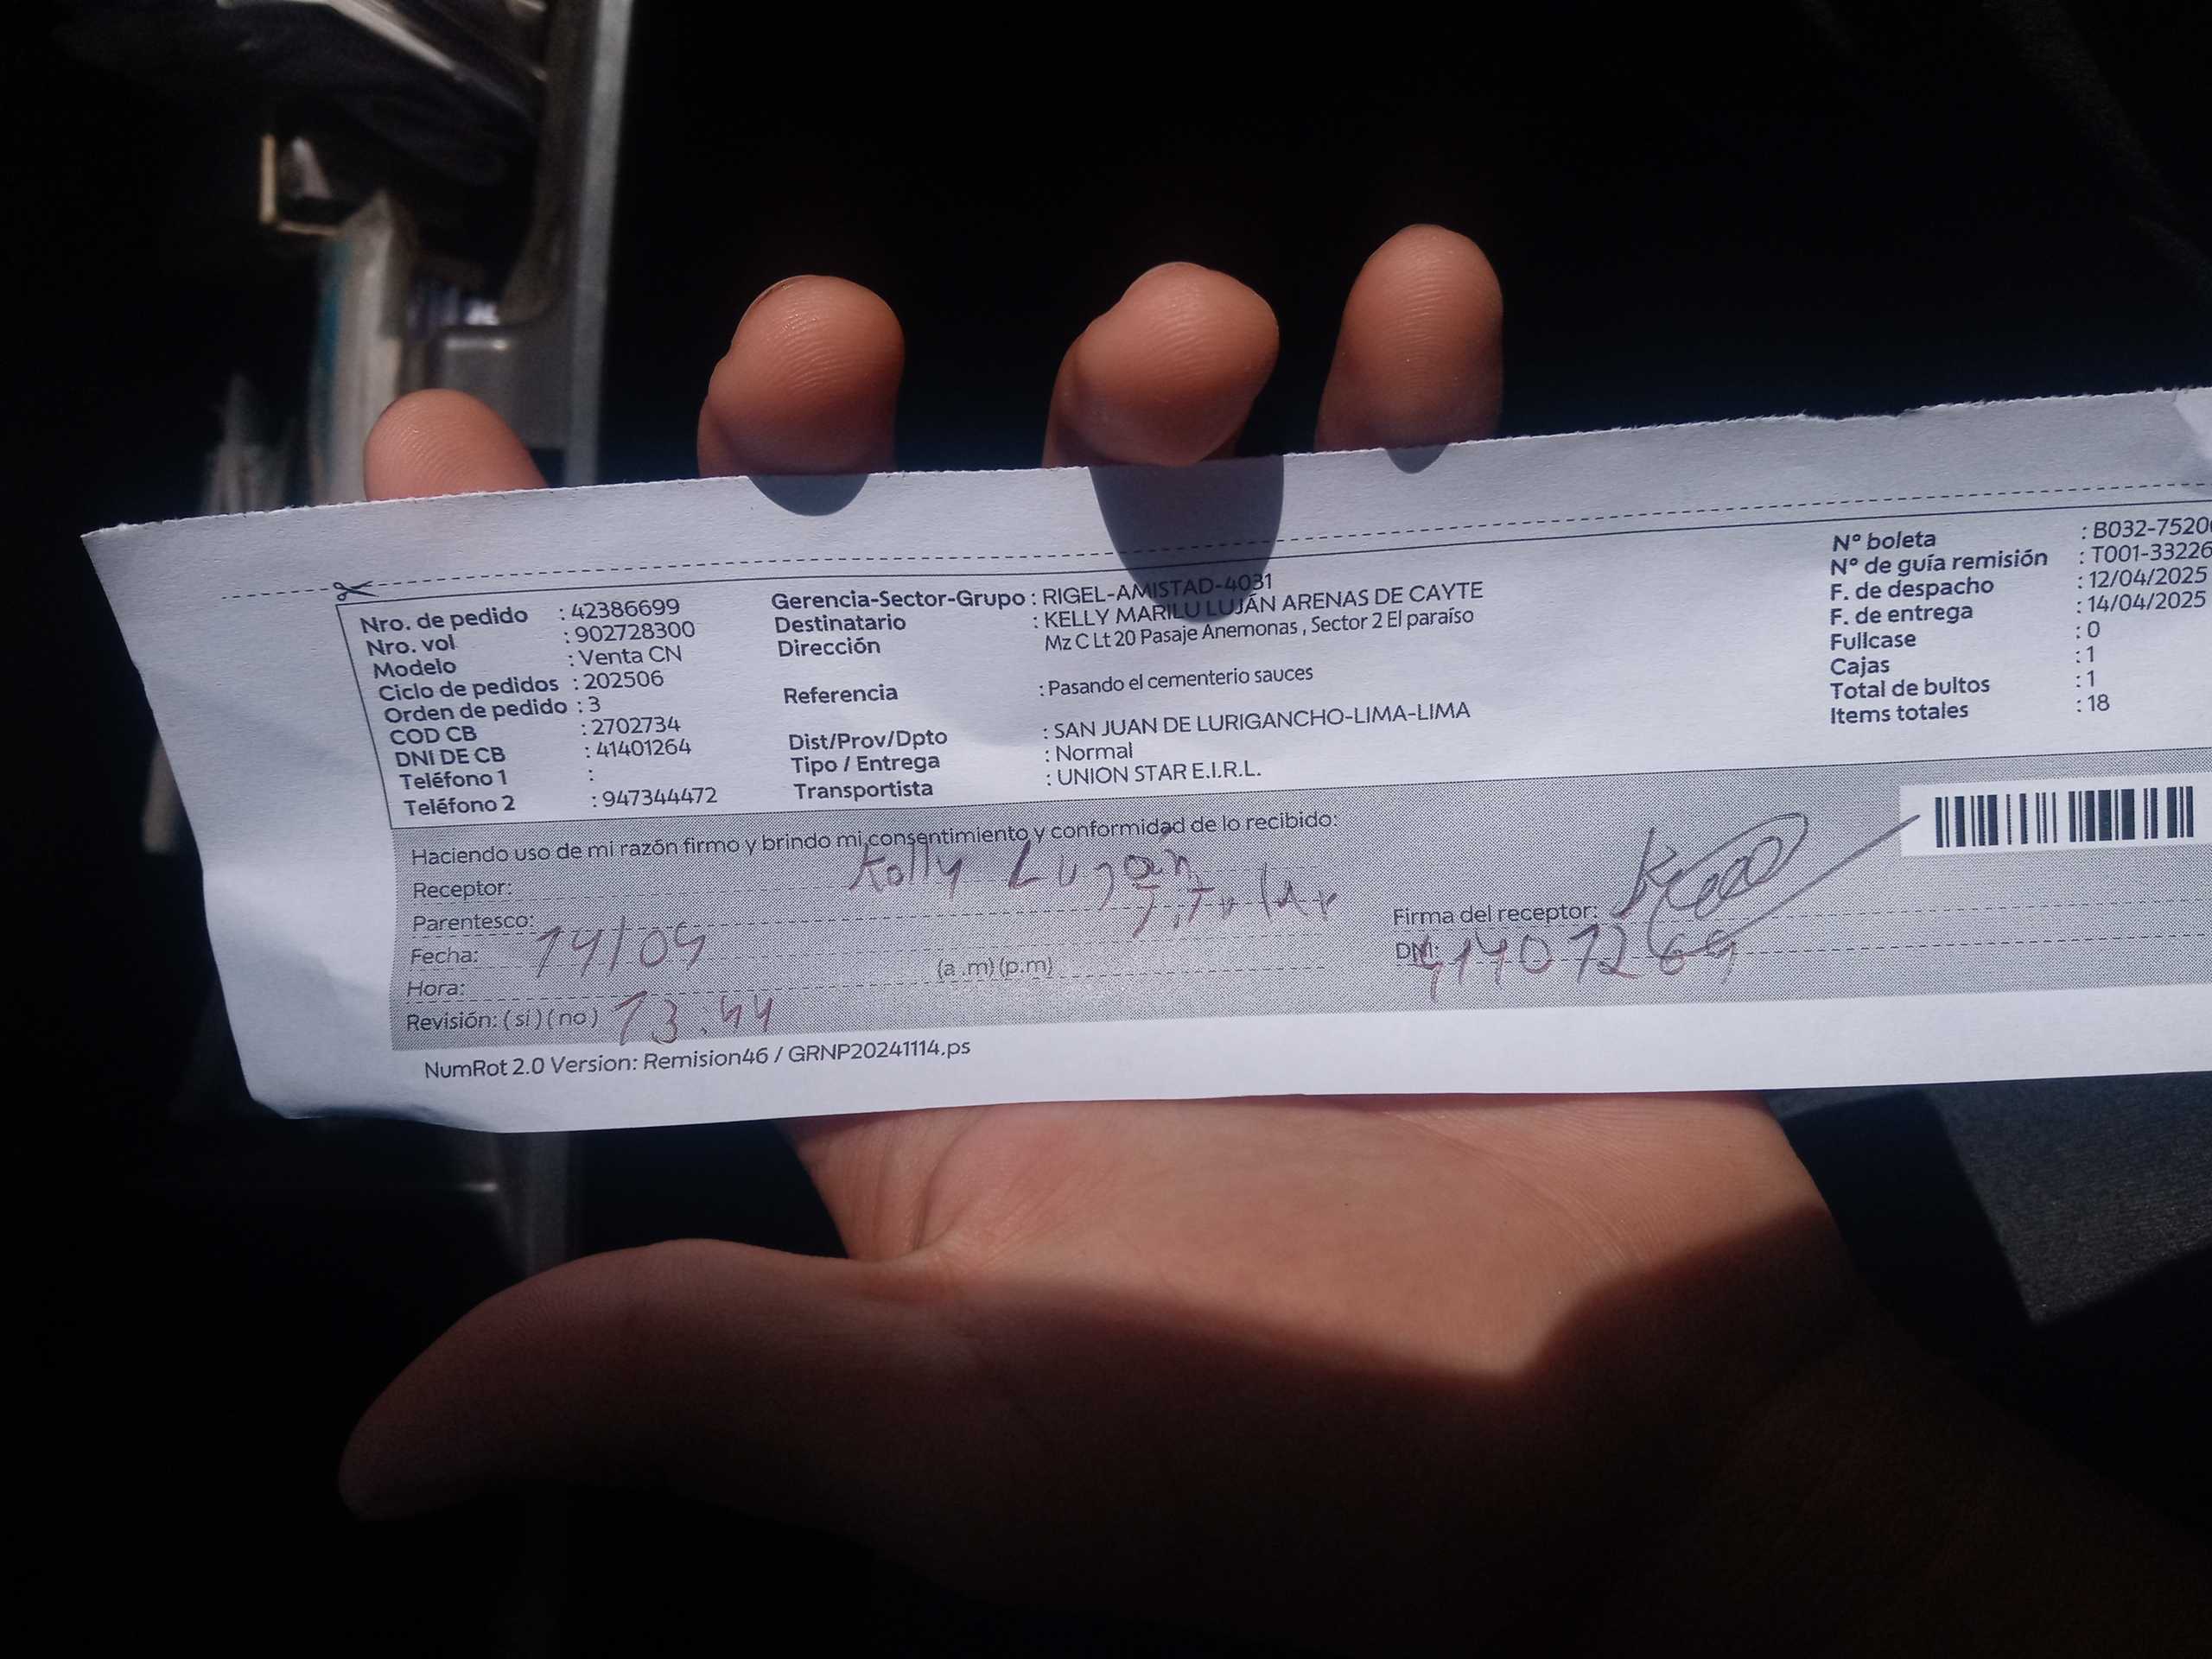 Nro. de pedido : 42386699
Nro. vol : 902728300
Modelo : Venta CN
Ciclo de pedidos : 202506
Orden de pedido : 3
COD CB : 2702734
DNI DE CB : 41401264
Teléfono 1 :
Teléfono 2 : 947344472
Gerencia-Sector-Grupo : RIGEL-AMISTAD-4031
Destinatario : KELLY MARILU LUJÁN ARENAS DE CAYTE
Dirección Mz C Lt 20 Pasaje Anemonas , Sector 2 El paraíso
Referencia : Pasando el cementerio sauces
Dist/Prov/Dpto : SAN JUAN DE LURIGANCHO-LIMA-LIMA
Tipo / Entrega : Normal
Transportista : UNION STAR E.I.R.L.
N° boleta : B032-7520
N° de guía remisión : T001-33226
F. de despacho : 12/04/2025
F. de entrega : 14/04/2025
Fullcase : 0
Cajas : 1
Total de bultos : 1
Items totales : 18
Haciendo uso de mi razón firmo y brindo mi consentimiento y conformidad de lo recibido:
Receptor: Kelly Lujan
Parentesco: Titular
Fecha: 14/04
Hora: (a .m) (p.m)
Revisión: ( si ) ( no ) 13:44
Firma del receptor:
DNI: 41401264
NumRot 2.0 Version: Remision46 / GRNP20241114.ps